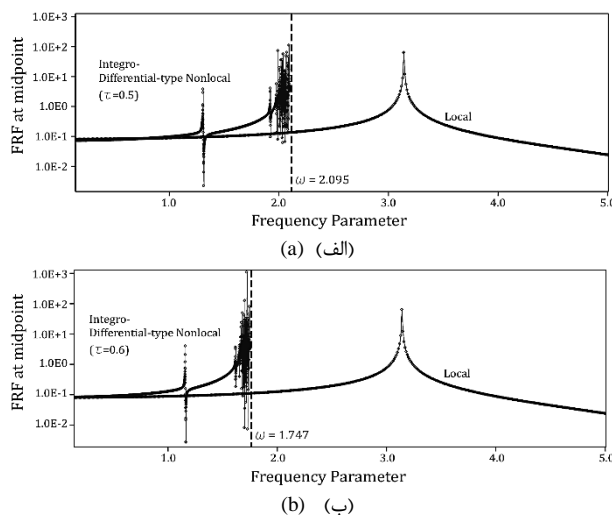 1.0E+3
1.0E+2
1.0E+1
1.0E+0
1.0E-1
1.0E-2
FRF at midpoint
Integro-
Differential-type Nonlocal
(τ=0.5)
Local
ω = 2.095
1.0 2.0 3.0 4.0 5.0
Frequency Parameter
(a) (الف)
1.0E+3
1.0E+2
1.0E+1
1.0E+0
1.0E-1
1.0E-2
FRF at midpoint
Integro-
Differential-type Nonlocal
(τ=0.6)
Local
ω = 1.747
1.0 2.0 3.0 4.0 5.0
Frequency Parameter
(b) (ب)